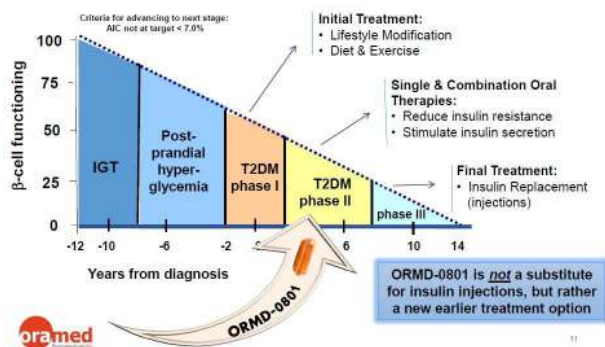 Criteria for advancing to next stage:
AIC not at target < 7.0%
Initial Treatment:
• Lifestyle Modification
• Diet & Exercise
Single & Combination Oral
Therapies:
• Reduce insulin resistance
• Stimulate insulin secretion
Final Treatment:
• Insulin Replacement
(injections)
β-cell functioning
100
75
50
25
0
IGT
Post-
prandial
hyper-
glycemia
T2DM
phase I
T2DM
phase II
phase III
-12
-10
-6
-2
0
2
6
10
14
Years from diagnosis
ORMD-0801
ORMD-0801 is not a substitute
for insulin injections, but rather
a new earlier treatment option
oramed
11